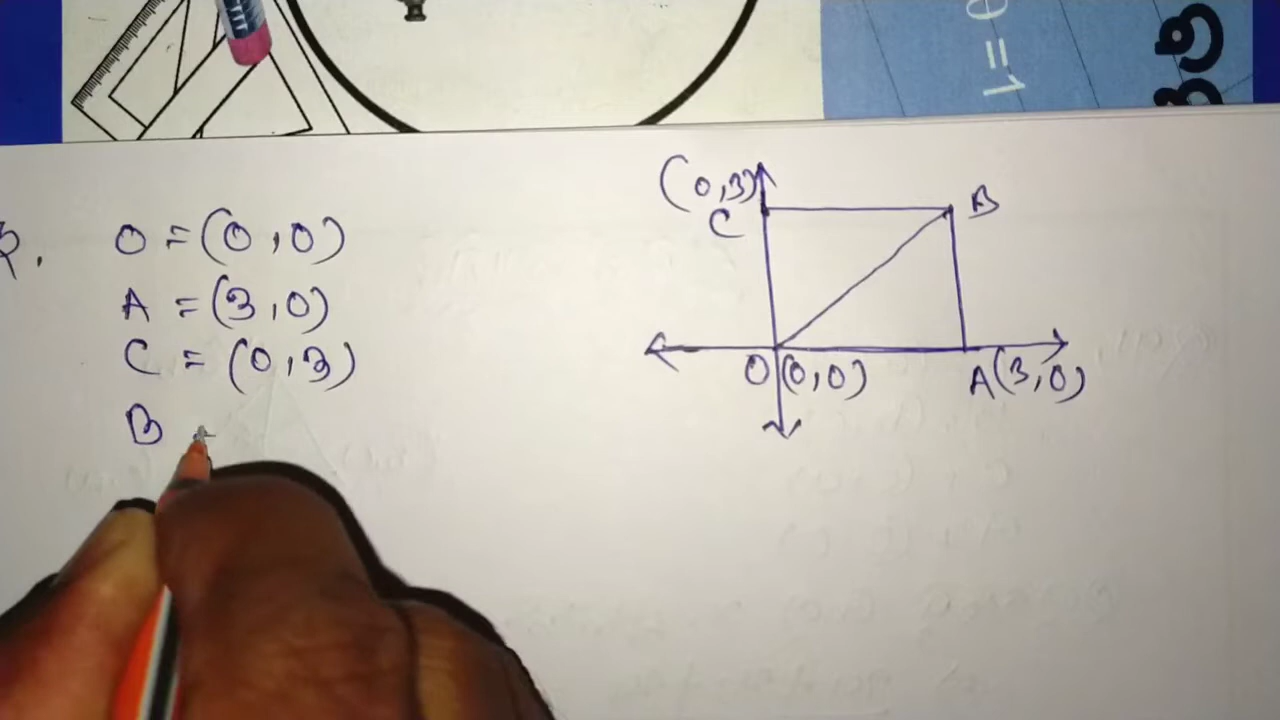 O = (0,0)
A = (3,0)
C = (0,3)
B
(0,3)
C
B
O (0,0)
A(3,0)